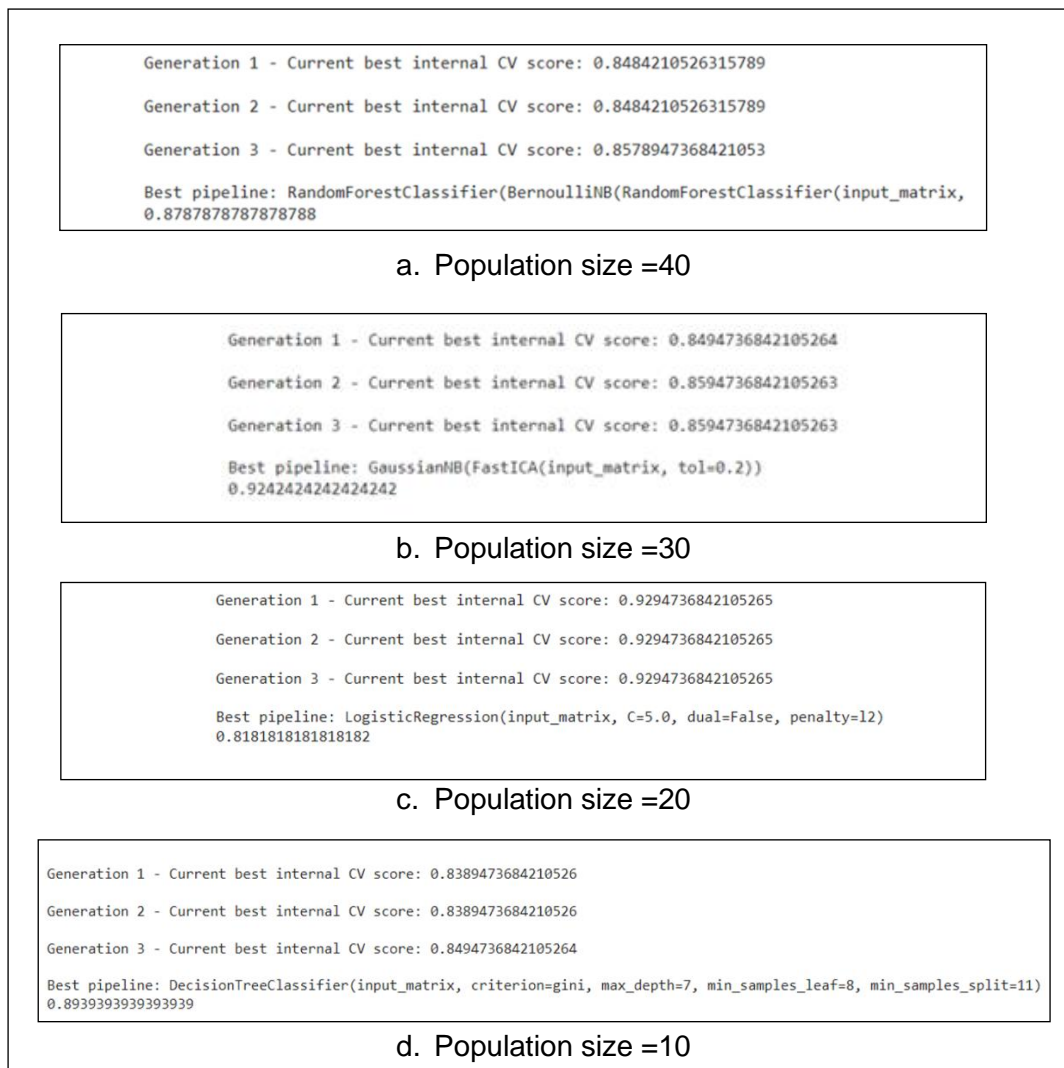 Generation 1 - Current best internal CV score: 0.8484210526315789
Generation 2 - Current best internal CV score: 0.8484210526315789
Generation 3 - Current best internal CV score: 0.8578947368421053
Best pipeline: RandomForestClassifier(BernoulliNB(RandomForestClassifier(input_matrix,
0.8787878787878788
a. Population size =40
Generation 1 - Current best internal CV score: 0.8494736842105264
Generation 2 - Current best internal CV score: 0.8594736842105263
Generation 3 - Current best internal CV score: 0.8594736842105263
Best pipeline: GaussianNB(FastICA(input_matrix, tol=0.2))
0.9242424242424242
b. Population size =30
Generation 1 - Current best internal CV score: 0.9294736842105265
Generation 2 - Current best internal CV score: 0.9294736842105265
Generation 3 - Current best internal CV score: 0.9294736842105265
Best pipeline: LogisticRegression(input_matrix, C=5.0, dual=False, penalty=l2)
0.8181818181818182
c. Population size =20
Generation 1 - Current best internal CV score: 0.8389473684210526
Generation 2 - Current best internal CV score: 0.8389473684210526
Generation 3 - Current best internal CV score: 0.8494736842105264
Best pipeline: DecisionTreeClassifier(input_matrix, criterion=gini, max_depth=7, min_samples_leaf=8, min_samples_split=11)
0.8939393939393939
d. Population size =10